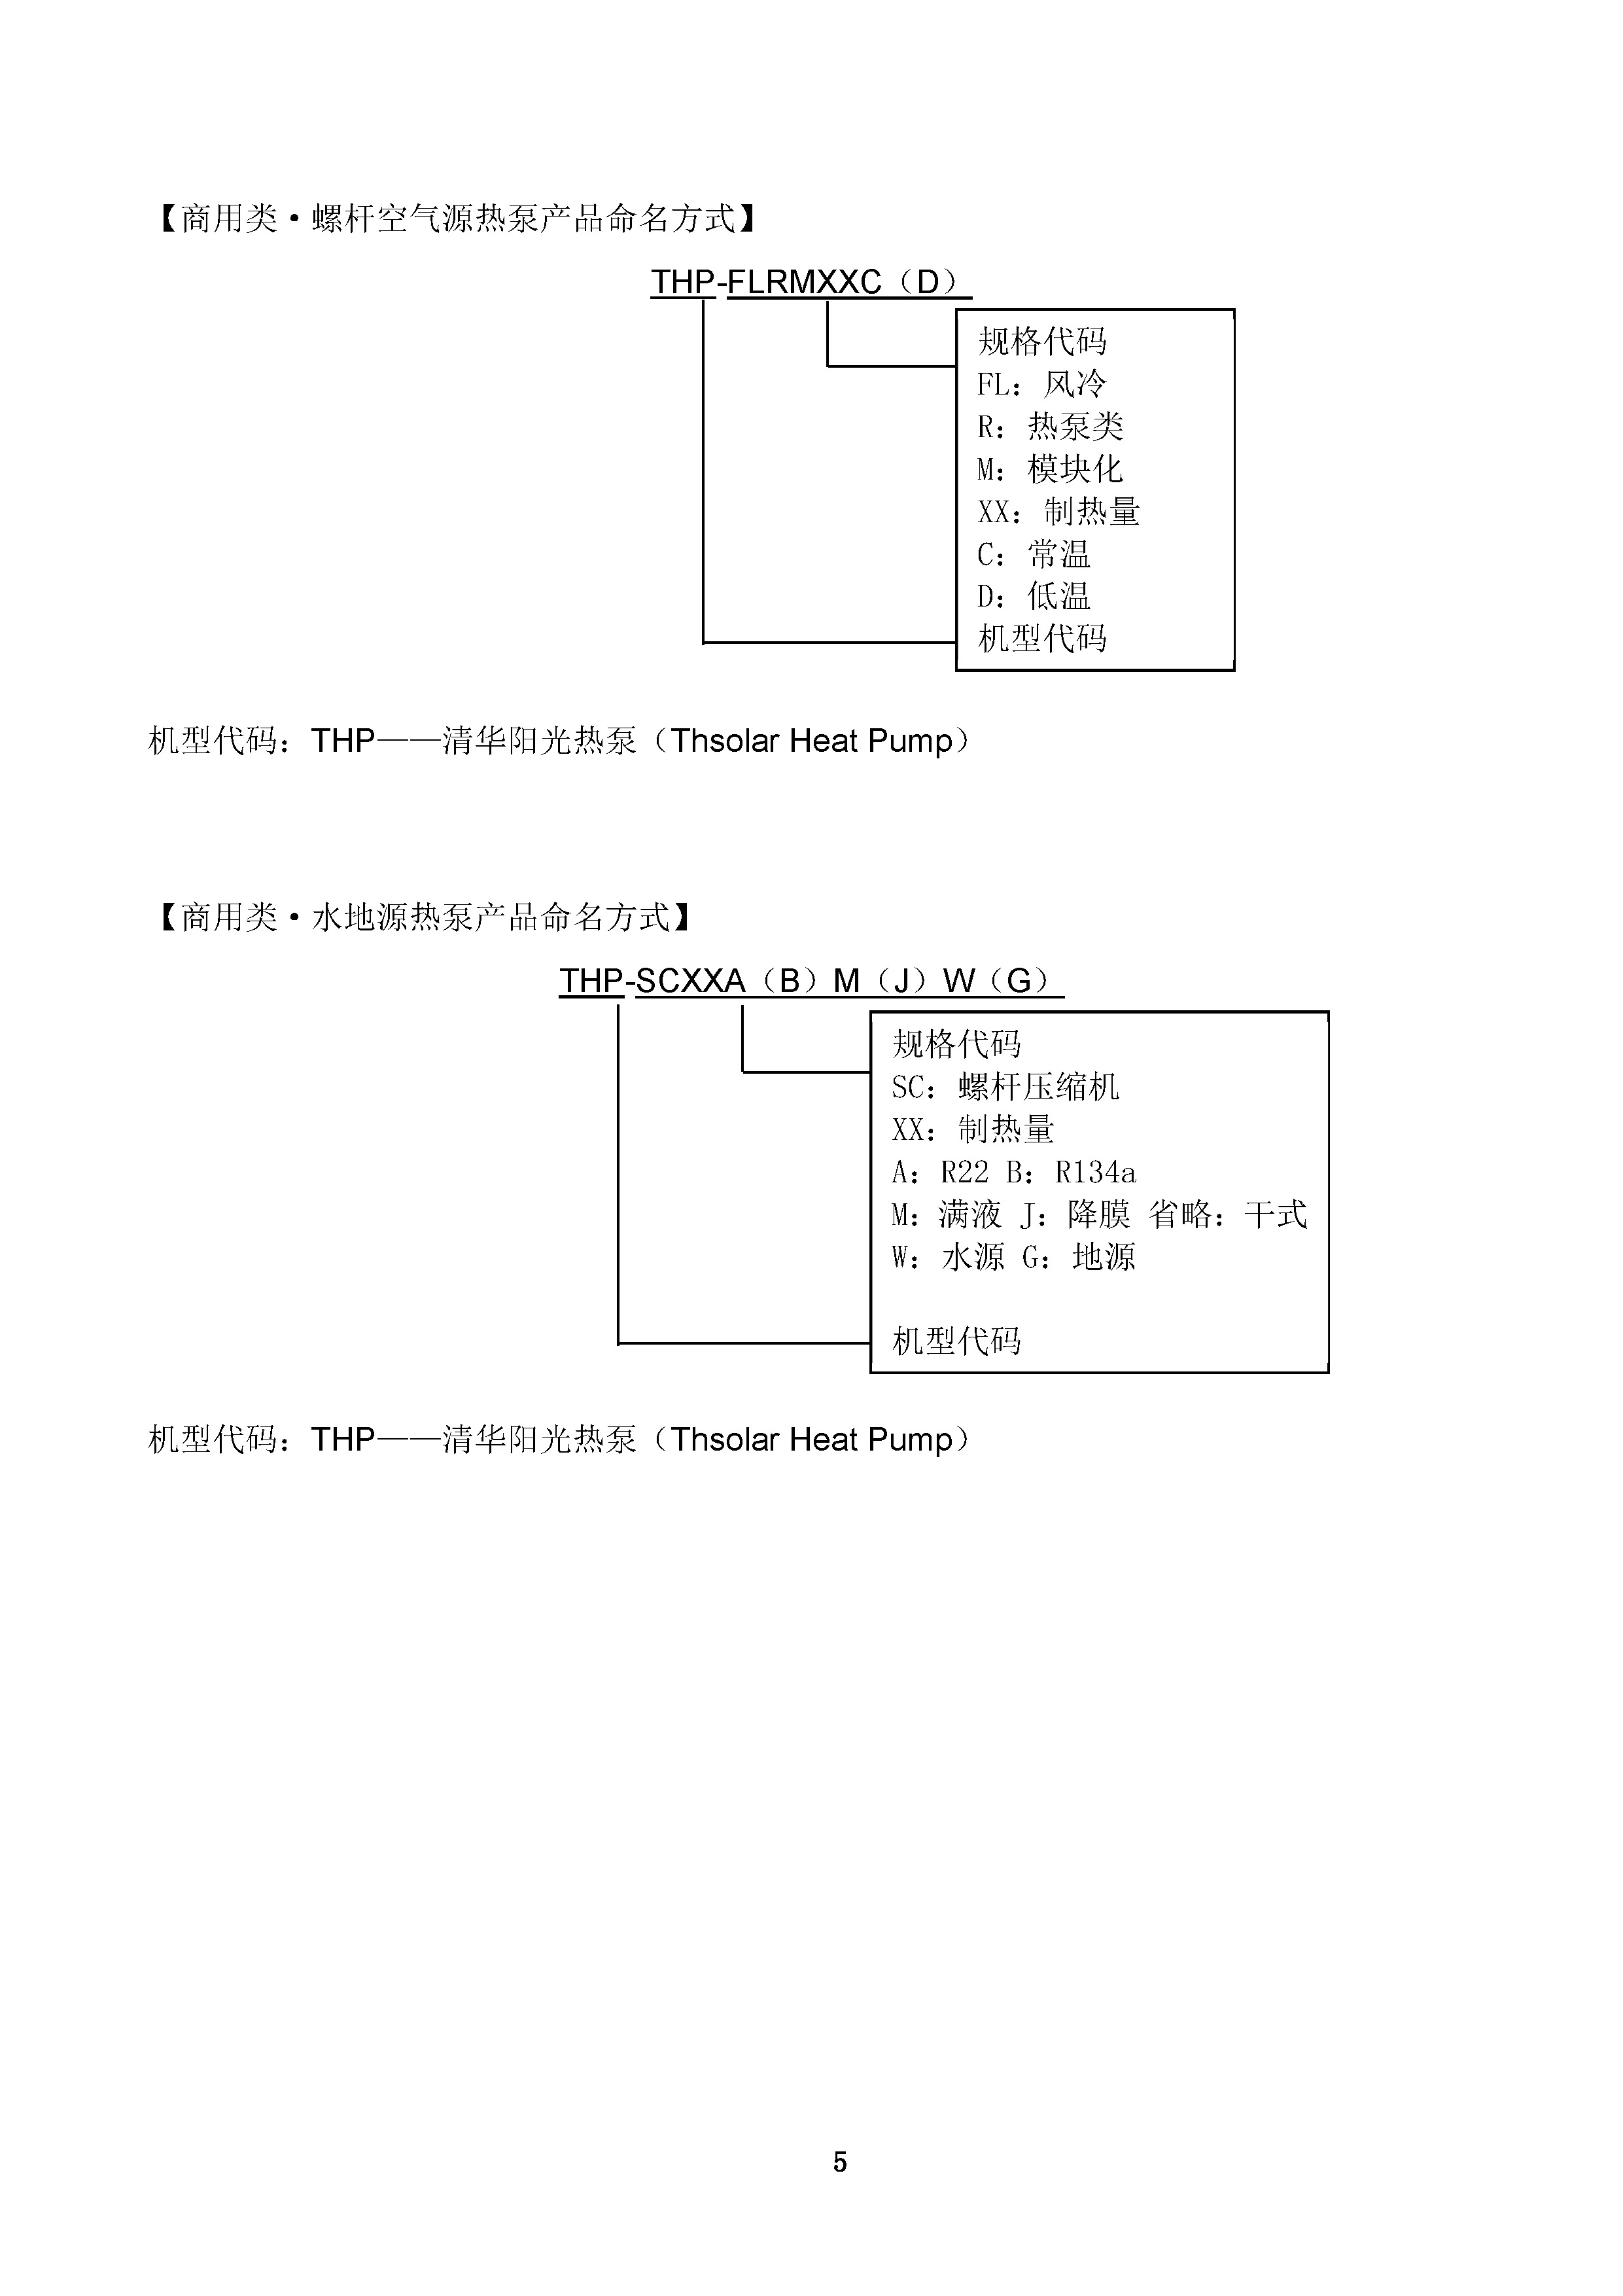 【商用类·螺杆空气源热泵产品命名方式】
THP-FLRMXXC（D）
规格代码
FL：风冷
R：热泵类
M：模块化
XX：制热量
C：常温
D：低温
机型代码
机型代码：THP——清华阳光热泵（Thsolar Heat Pump）
【商用类·水地源热泵产品命名方式】
THP-SCXXA（B）M（J）W（G）
规格代码
SC：螺杆压缩机
XX：制热量
A：R22 B：R134a
M：满液 J：降膜 省略：干式
W：水源 G：地源
机型代码
机型代码：THP——清华阳光热泵（Thsolar Heat Pump）
5